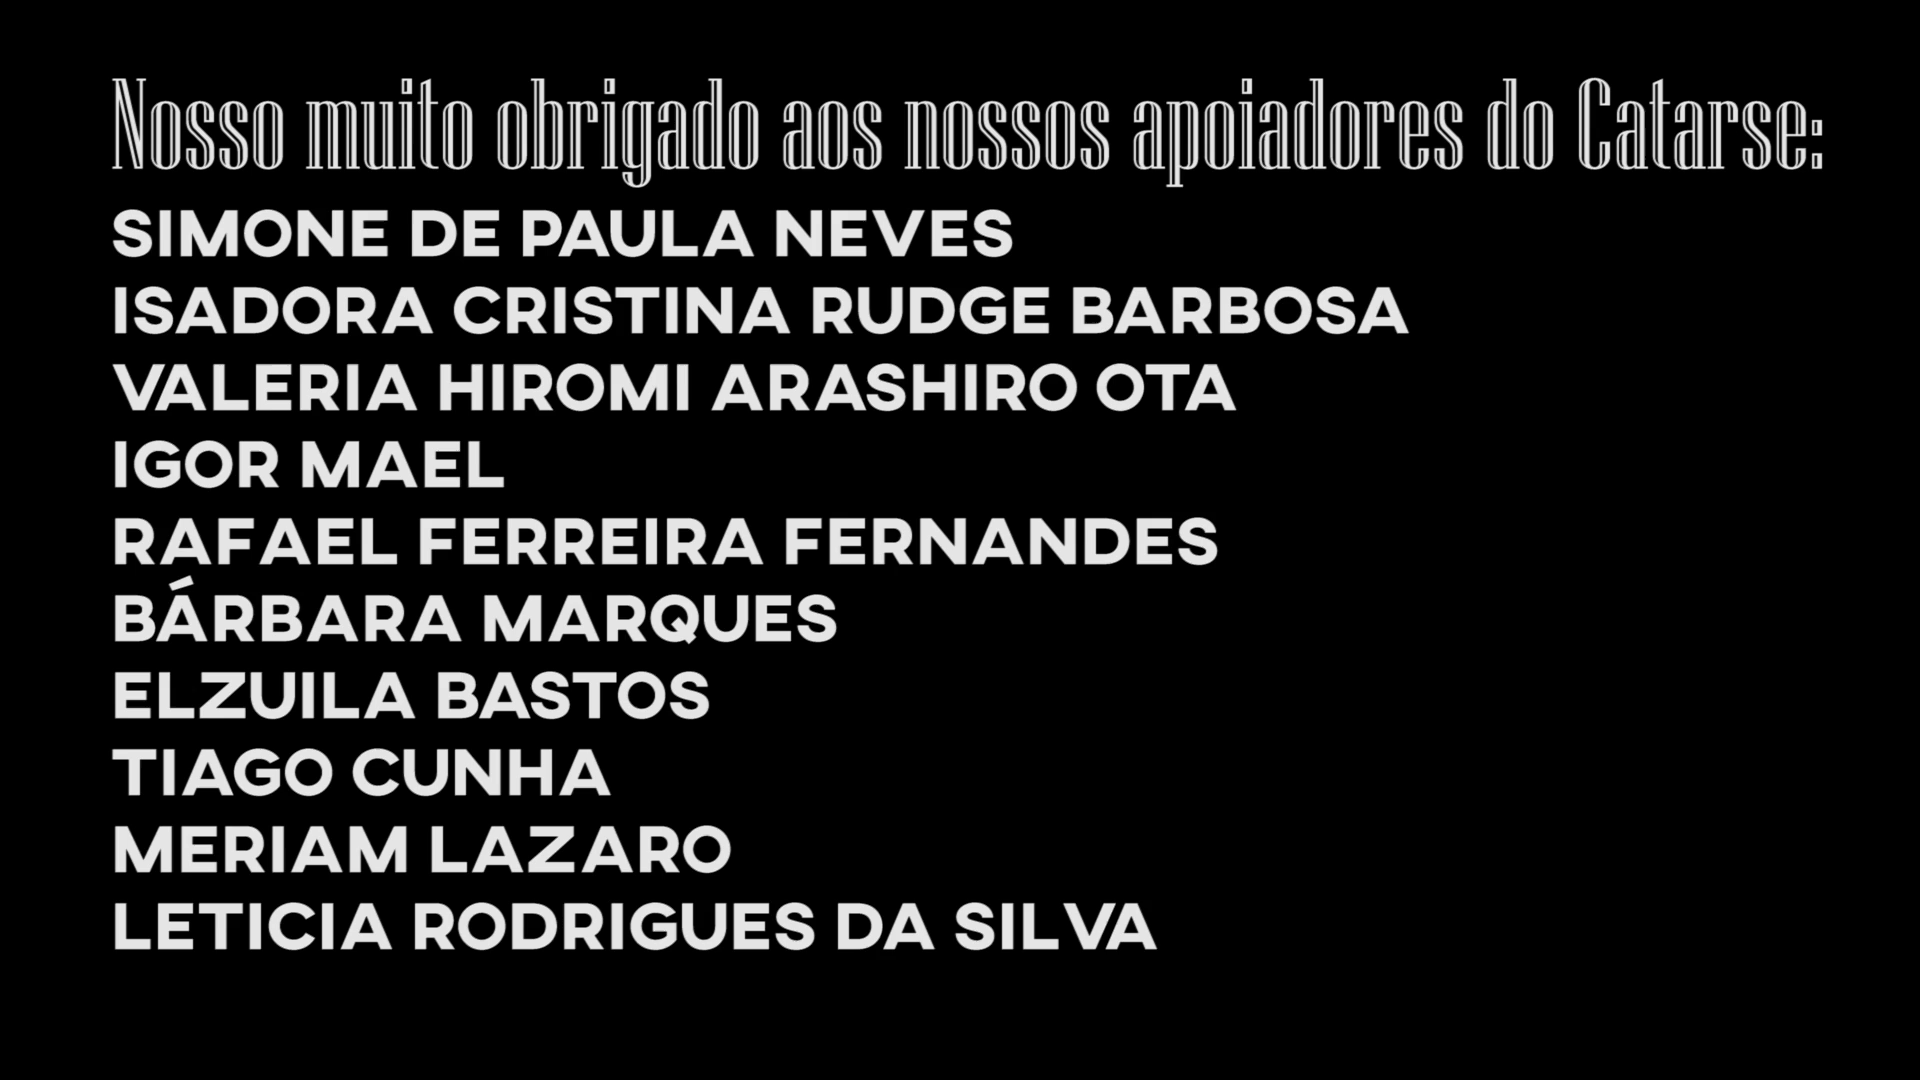 Nosso muito obrigado aos nossos apoiadores do Catarse:
SIMONE DE PAULA NEVES
ISADORA CRISTINA RUDGE BARBOSA
VALERIA HIROMI ARASHIRO OTA
IGOR MAEL
RAFAEL FERREIRA FERNANDES
BÁRBARA MARQUES
ELZUILA BASTOS
TIAGO CUNHA
MERIAM LAZARO
LETICIA RODRIGUES DA SILVA